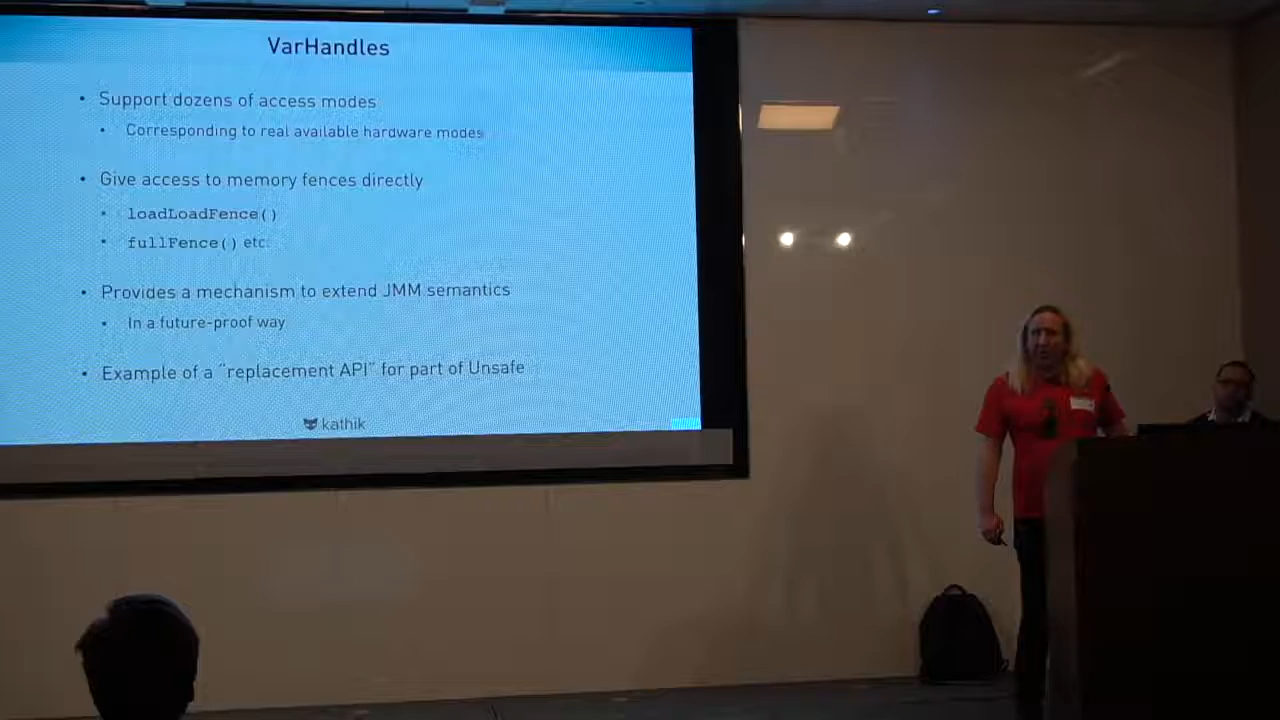 VarHandles
• Support dozens of access modes
• Corresponding to real available hardware modes
• Give access to memory fences directly
• loadLoadFence()
• fullFence() etc.
• Provides a mechanism to extend JMM semantics
• In a future-proof way
• Example of a "replacement API" for part of Unsafe
kathik